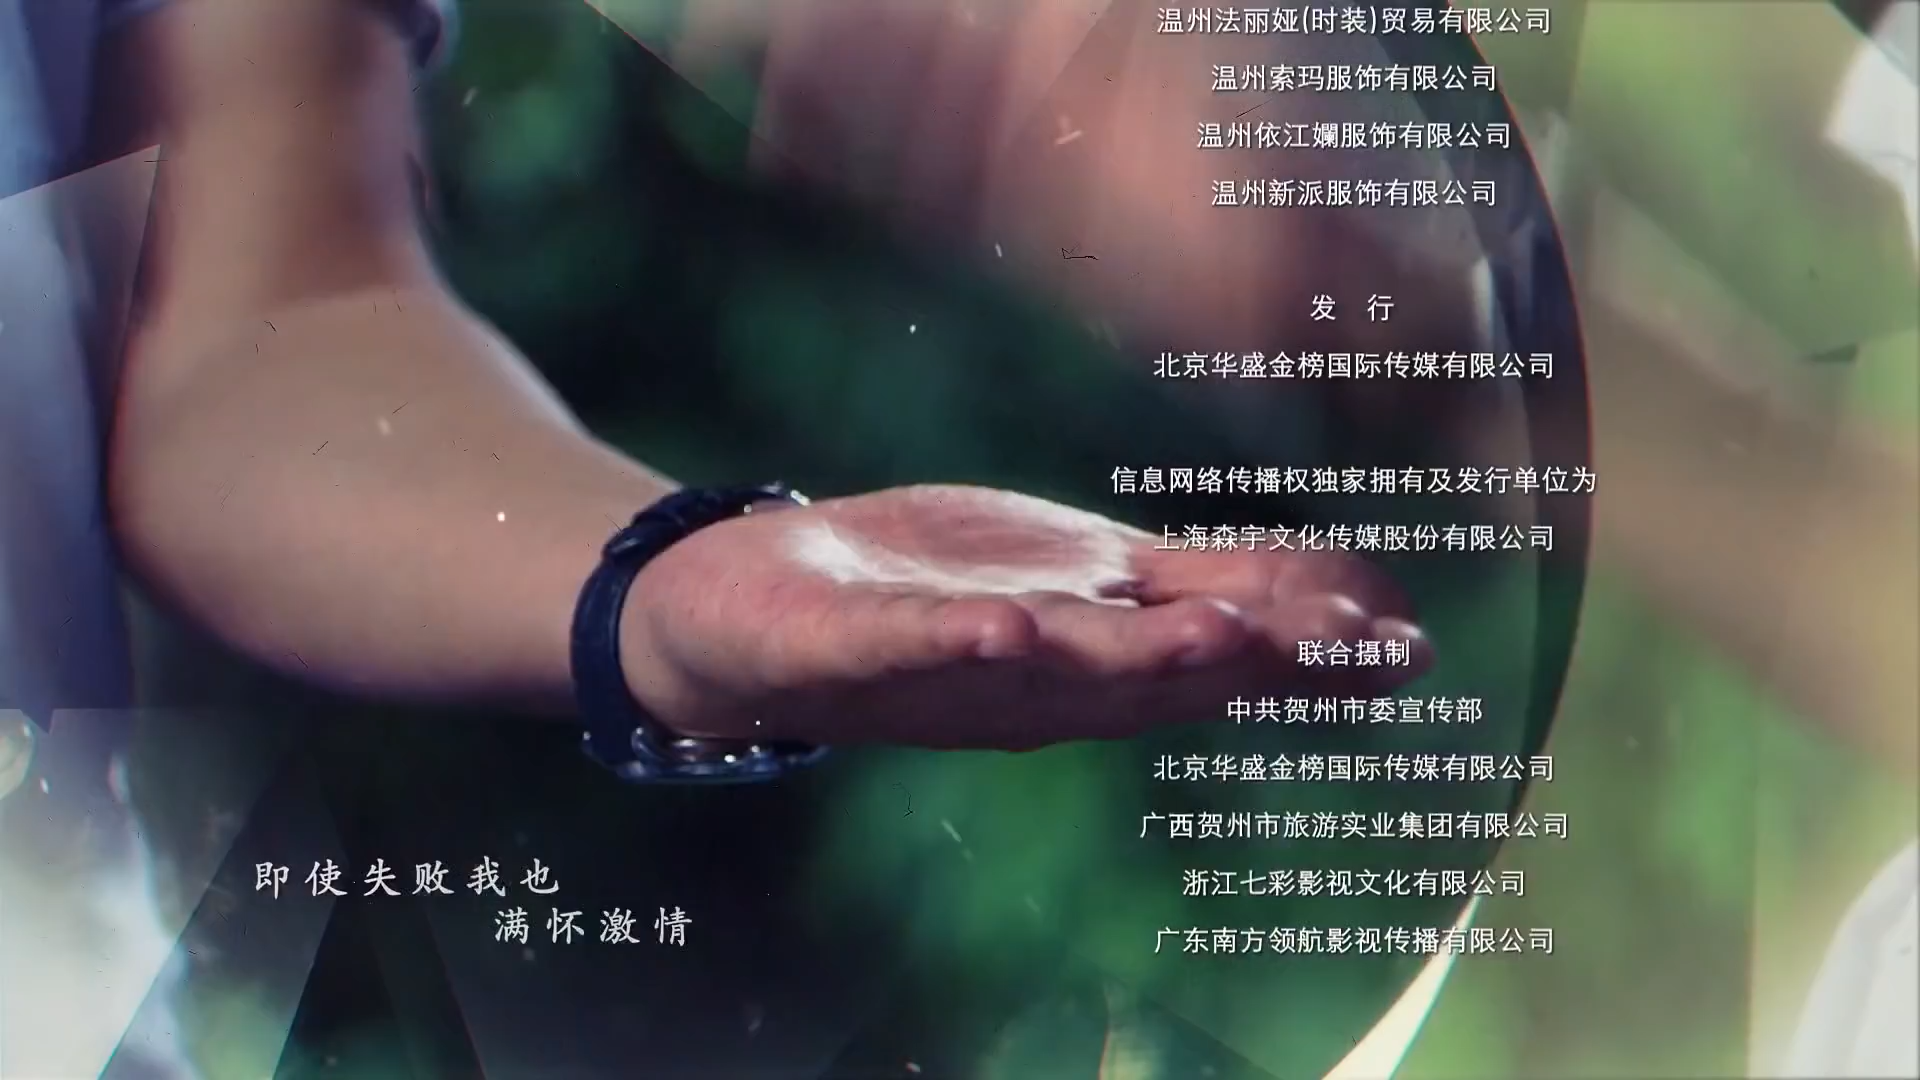 温州法丽娅(时装)贸易有限公司
温州索玛服饰有限公司
温州依江斓服饰有限公司
温州新派服饰有限公司
发 行
北京华盛金榜国际传媒有限公司
信息网络传播权独家拥有及发行单位为
上海森宇文化传媒股份有限公司
联合摄制
中共贺州市委宣传部
北京华盛金榜国际传媒有限公司
广西贺州市旅游实业集团有限公司
浙江七彩影视文化有限公司
广东南方领航影视传播有限公司
即使失败我也
满怀激情